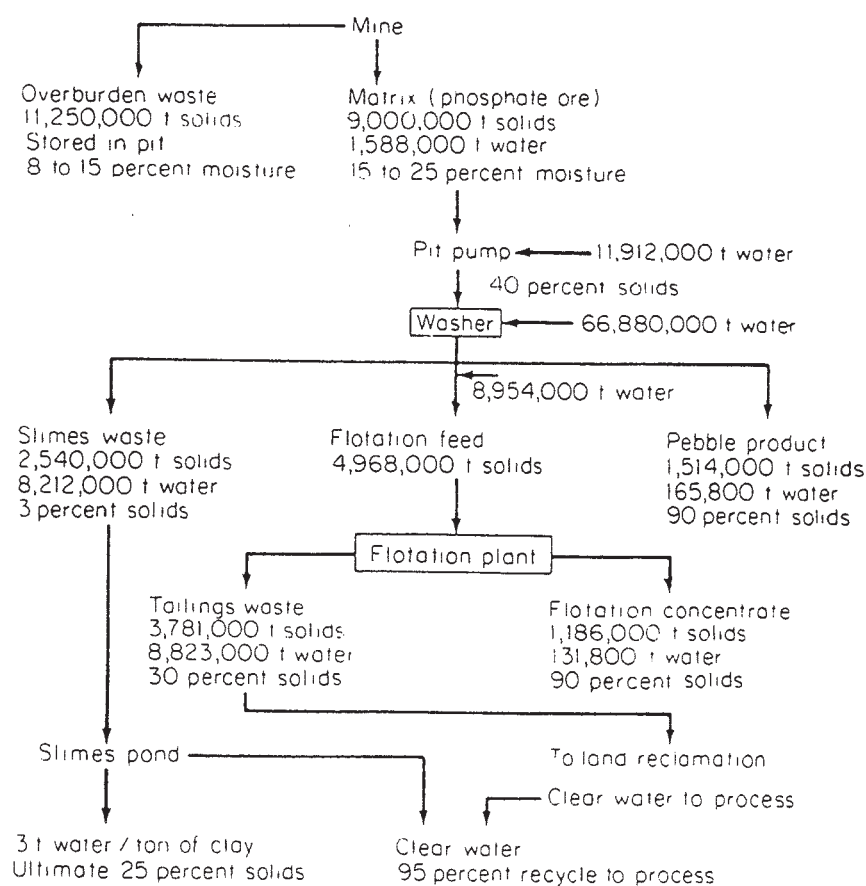 Mine
Overburden waste
11,250,000 t solids
Stored in pit
8 to 15 percent moisture
Matrix (phosphate ore)
9,000,000 t solids
1,588,000 t water
15 to 25 percent moisture
Pit pump
11,912,000 t water
40 percent solids
Washer
66,880,000 t water
8,954,000 t water
Slimes waste
2,540,000 t solids
8,212,000 t water
3 percent solids
Flotation feed
4,968,000 t solids
Pebble product
1,514,000 t solids
165,800 t water
90 percent solids
Flotation plant
Tailings waste
3,781,000 t solids
8,823,000 t water
30 percent solids
Flotation concentrate
1,186,000 t solids
131,800 t water
90 percent solids
Slimes pond
To land reclamation
Clear water to process
3 t water / ton of clay
Ultimate 25 percent solids
Clear water
95 percent recycle to process